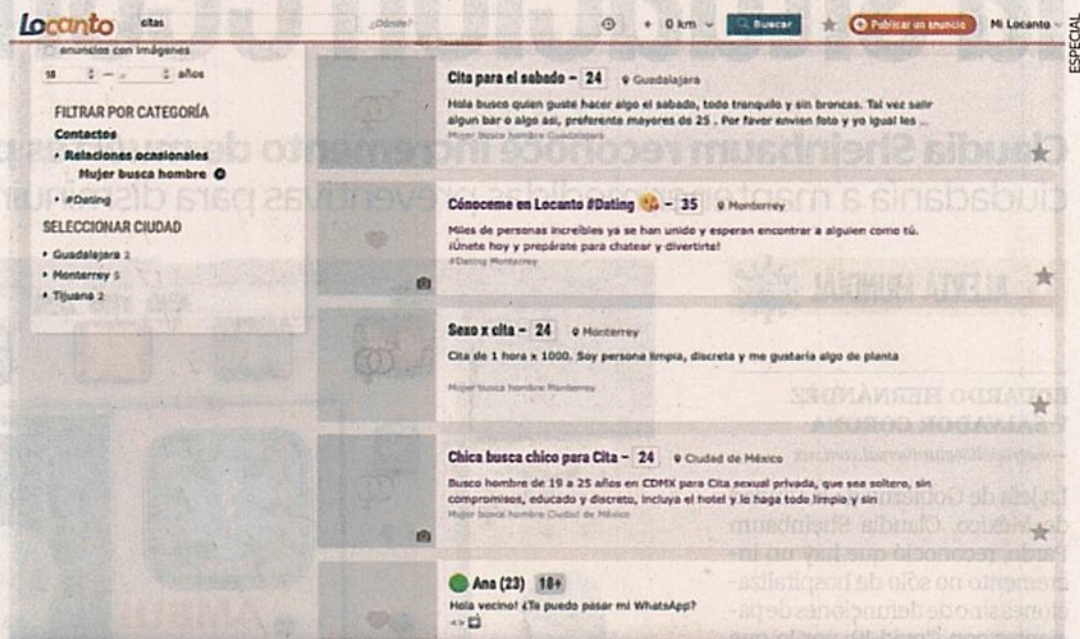 Locanto citas ¿Dónde? + 0 km Buscar Publicar un anuncio Mi Locanto
ESPECIAL
anuncios con imágenes
18 — años
FILTRAR POR CATEGORÍA
Contactos
Relaciones ocasionales
Mujer busca hombre
#Dating
SELECCIONAR CIUDAD
Guadalajara 2
Monterrey 5
Tijuana 2
Cita para el sabado - 24 Guadalajara
Hola busco quien guste hacer algo el sabado, todo tranquilo y sin broncas. Tal vez salir
algun bar o algo asi, preferente mayores de 25 . Por favor envien foto y yo igual les ...
Mujer busca hombre Guadalajara
Cónoceme en Locanto #Dating 😘 - 35 Monterrey
Miles de personas increíbles ya se han unido y esperan encontrar a alguien como tú.
¡Únete hoy y prepárate para chatear y divertirte!
#Dating Monterrey
Sexo x cita - 24 Monterrey
Cita de 1 hora x 1000. Soy persona limpia, discreta y me gustaría algo de planta
Mujer busca hombre Monterrey
Chica busca chico para Cita - 24 Ciudad de México
Busco hombre de 19 a 25 años en CDMX para Cita sexual privada, que sea soltero, sin
compromisos, educado y discreto, incluya el hotel y lo haga todo limpio y sin
Mujer busca hombre Ciudad de México
Ana (23) 18+
Hola vecino! ¿Te puedo pasar mi WhatsApp?
<>
Claudia Sheinbaum reconoce incremento de
ciudadanía a mantener medidas preventivas para
ALERTA MUNDIAL
EDUARDO HERNÁNDEZ
Y SALVADOR CORONA
La jefa de Gobierno
de México, Claudia Sheinbaum
Pardo, reconoció que hay un in-
cremento no sólo de hospitaliza-
ciones sino de defunciones de pa-